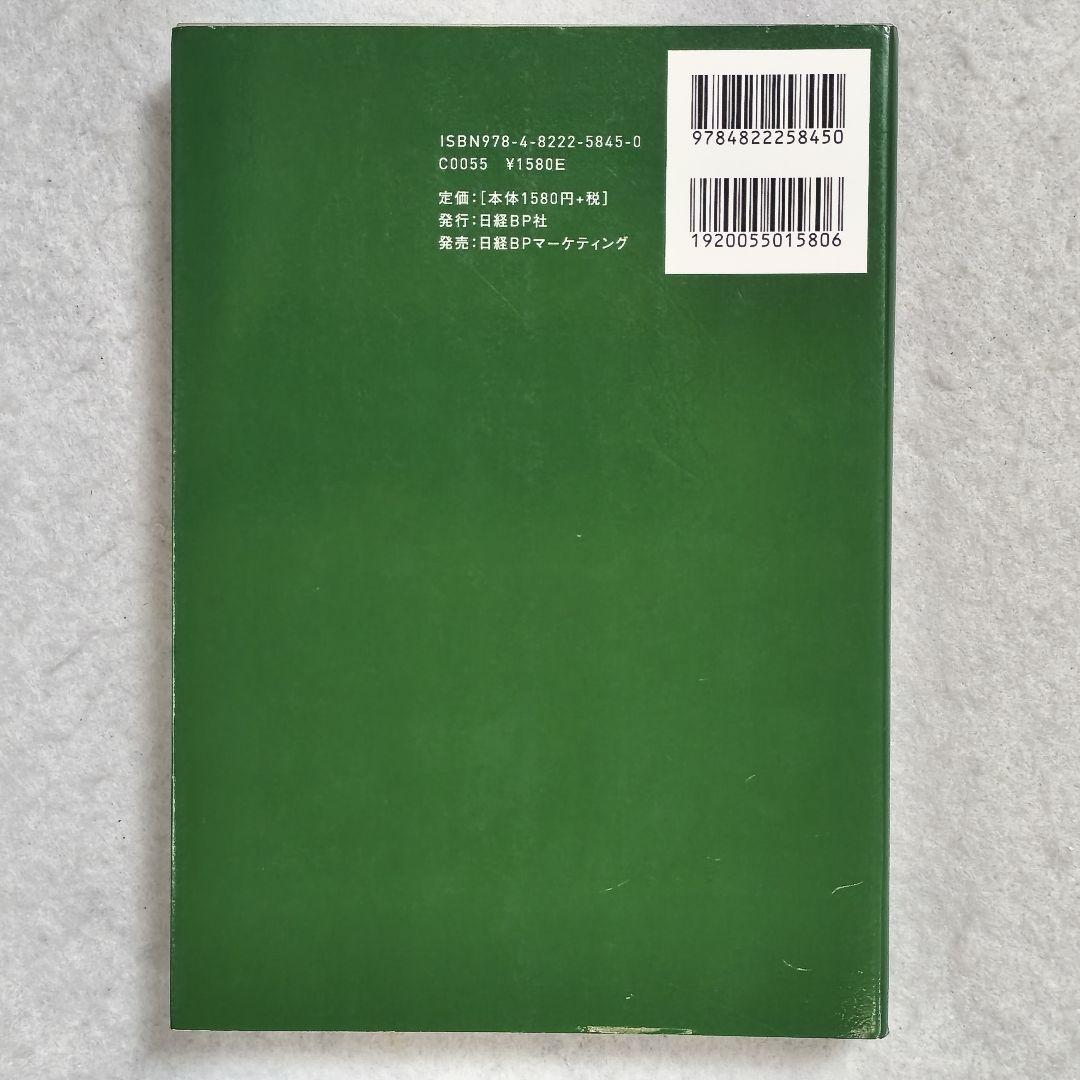 ISBN978-4-8222-5845-0
C0055 ¥1580E
定価:[本体1580円+税]
発行:日経BP社
発売:日経BPマーケティング
9784822258450
1920055015806